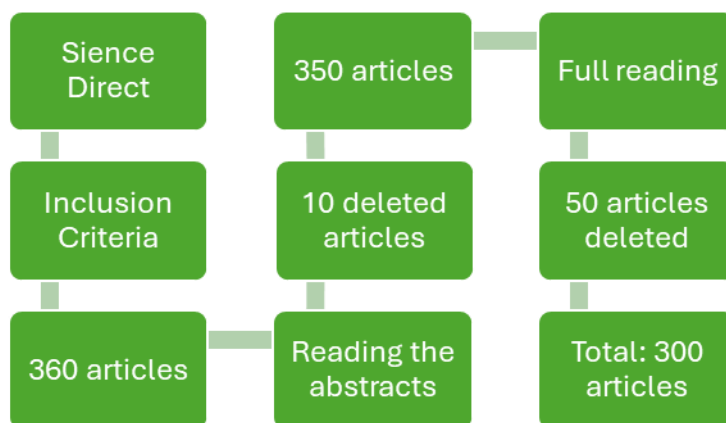 Sience
Direct
Inclusion
Criteria
360 articles
Reading the
abstracts
10 deleted
articles
350 articles
Full reading
50 articles
deleted
Total: 300
articles